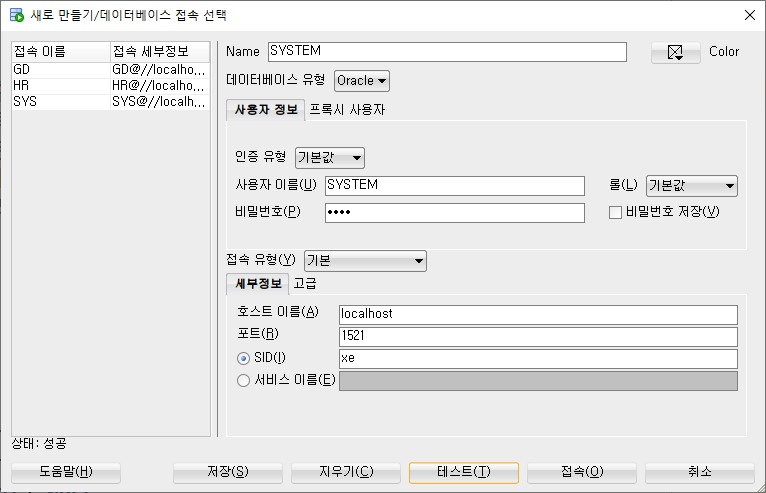 새로 만들기/데이터베이스 접속 선택
접속 이름 접속 세부정보
GD GD@//localho,,,
HR HR@//localho,,,
SYS SYS@//localh,,,
Name SYSTEM Color
데이터베이스 유형 Oracle
사용자 정보 프록시 사용자
인증 유형 기본값
사용자 이름(U) SYSTEM 롤(L) 기본값
비밀번호(P) •••• 비밀번호 저장(V)
접속 유형(Y) 기본
세부정보 고급
호스트 이름(A) localhost
포트(R) 1521
SID(I) xe
서비스 이름(E)
상태: 성공
도움말(H) 저장(S) 지우기(C) 테스트(T) 접속(O) 취소